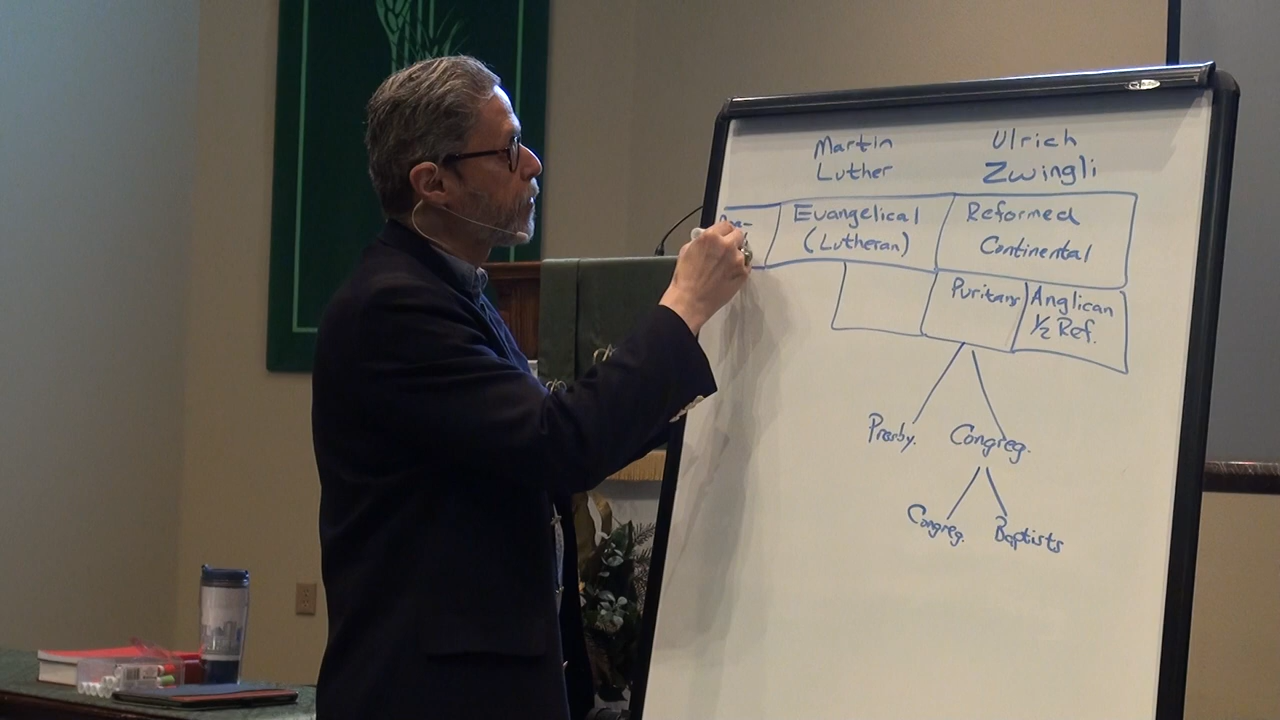 Martin
Luther
Ulrich
Zwingli
Evangelical
(Lutheran)
Reformed
Continental
Puritans
Anglican
1/2 Ref.
Presby.
Congreg.
Congreg.
Baptists